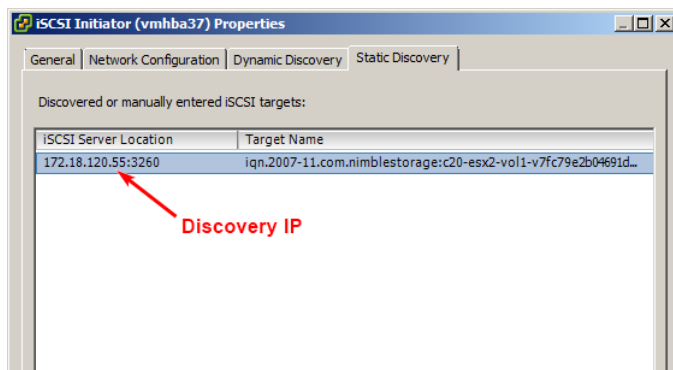 iSCSI Initiator (vmhba37) Properties
General Network Configuration Dynamic Discovery Static Discovery
Discovered or manually entered iSCSI targets:
iSCSI Server Location Target Name
172.18.120.55:3260 iqn.2007-11.com.nimblestorage:c20-esx2-vol1-v7fc79e2b04691d...
Discovery IP